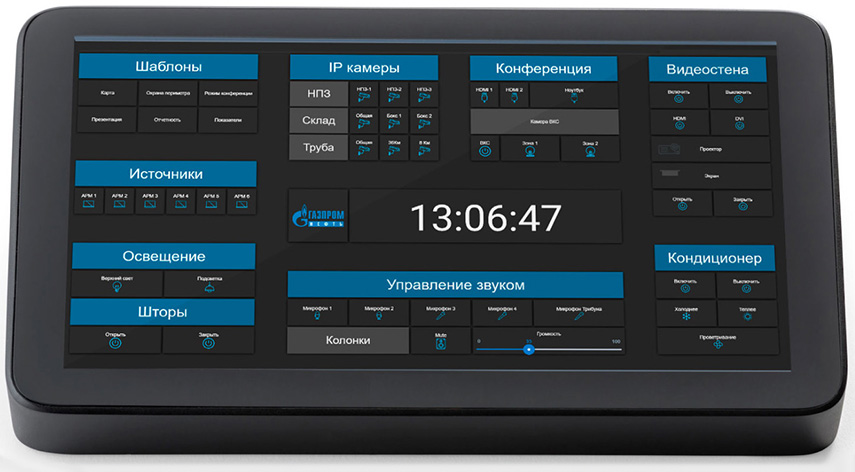 Шаблоны
Карта
Охрана периметра
Режим конференции
Презентация
Отчетность
Показатели
Источники
АРМ 1
АРМ 2
АРМ 3
АРМ 4
АРМ 5
АРМ 6
Освещение
Верхний свет
Подсветка
Шторы
Открыть
Закрыть
IP камеры
НПЗ
НПЗ-1
НПЗ-2
НПЗ-3
Склад
Общая
Бокс 1
Бокс 2
Труба
Общая
36Км
8 Км
ГАЗПРОМ
НЕФТЬ
13:06:47
Управление звуком
Микрофон 1
Микрофон 2
Микрофон 3
Микрофон 4
Микрофон Трибуна
Колонки
Mute
Громкость
0
100
Конференция
HDMI 1
HDMI 2
Ноутбук
Камера ВКС
ВКС
Зона 1
Зона 2
Видеостена
Включить
Выключить
HDMI
DVI
Проектор
Экран
Открыть
Закрыть
Кондиционер
Включить
Выключить
Холоднее
Теплее
Проветривание